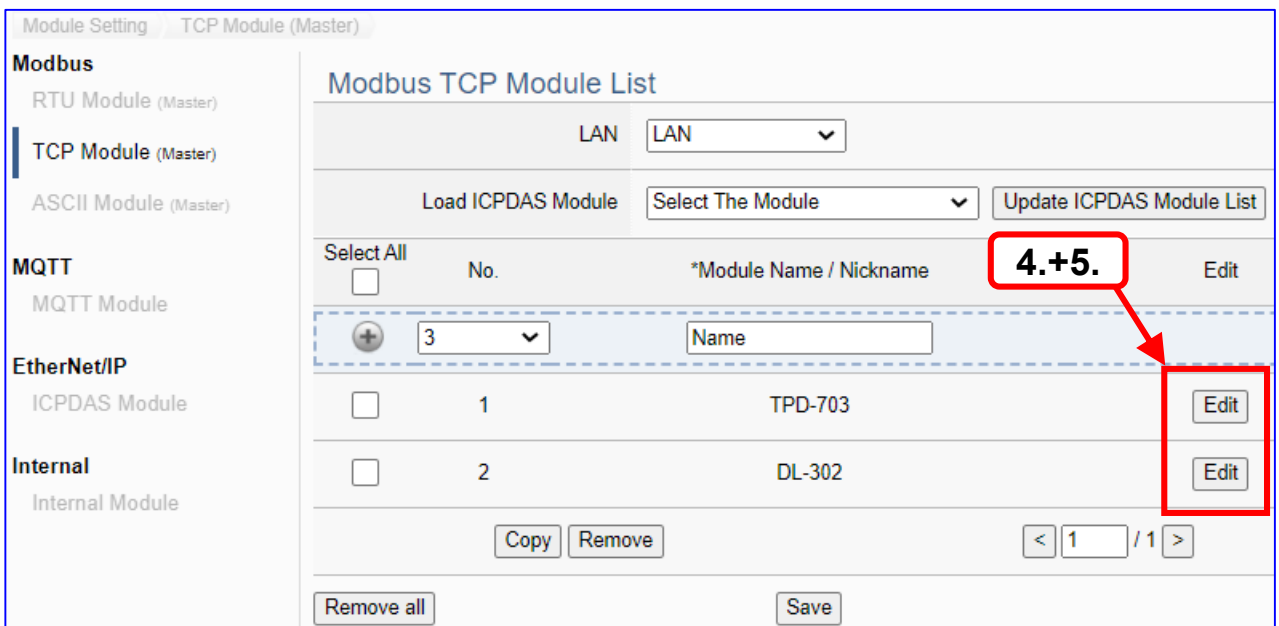 Module Setting TCP Module (Master)
Modbus
RTU Module (Master)
TCP Module (Master)
ASCII Module (Master)
MQTT
MQTT Module
EtherNet/IP
ICPDAS Module
Internal
Internal Module
Modbus TCP Module List
LAN LAN
Load ICPDAS Module Select The Module Update ICPDAS Module List
Select All No. *Module Name / Nickname 4.+5. Edit
3 Name
1 TPD-703 Edit
2 DL-302 Edit
Copy Remove < 1 / 1 >
Remove all Save